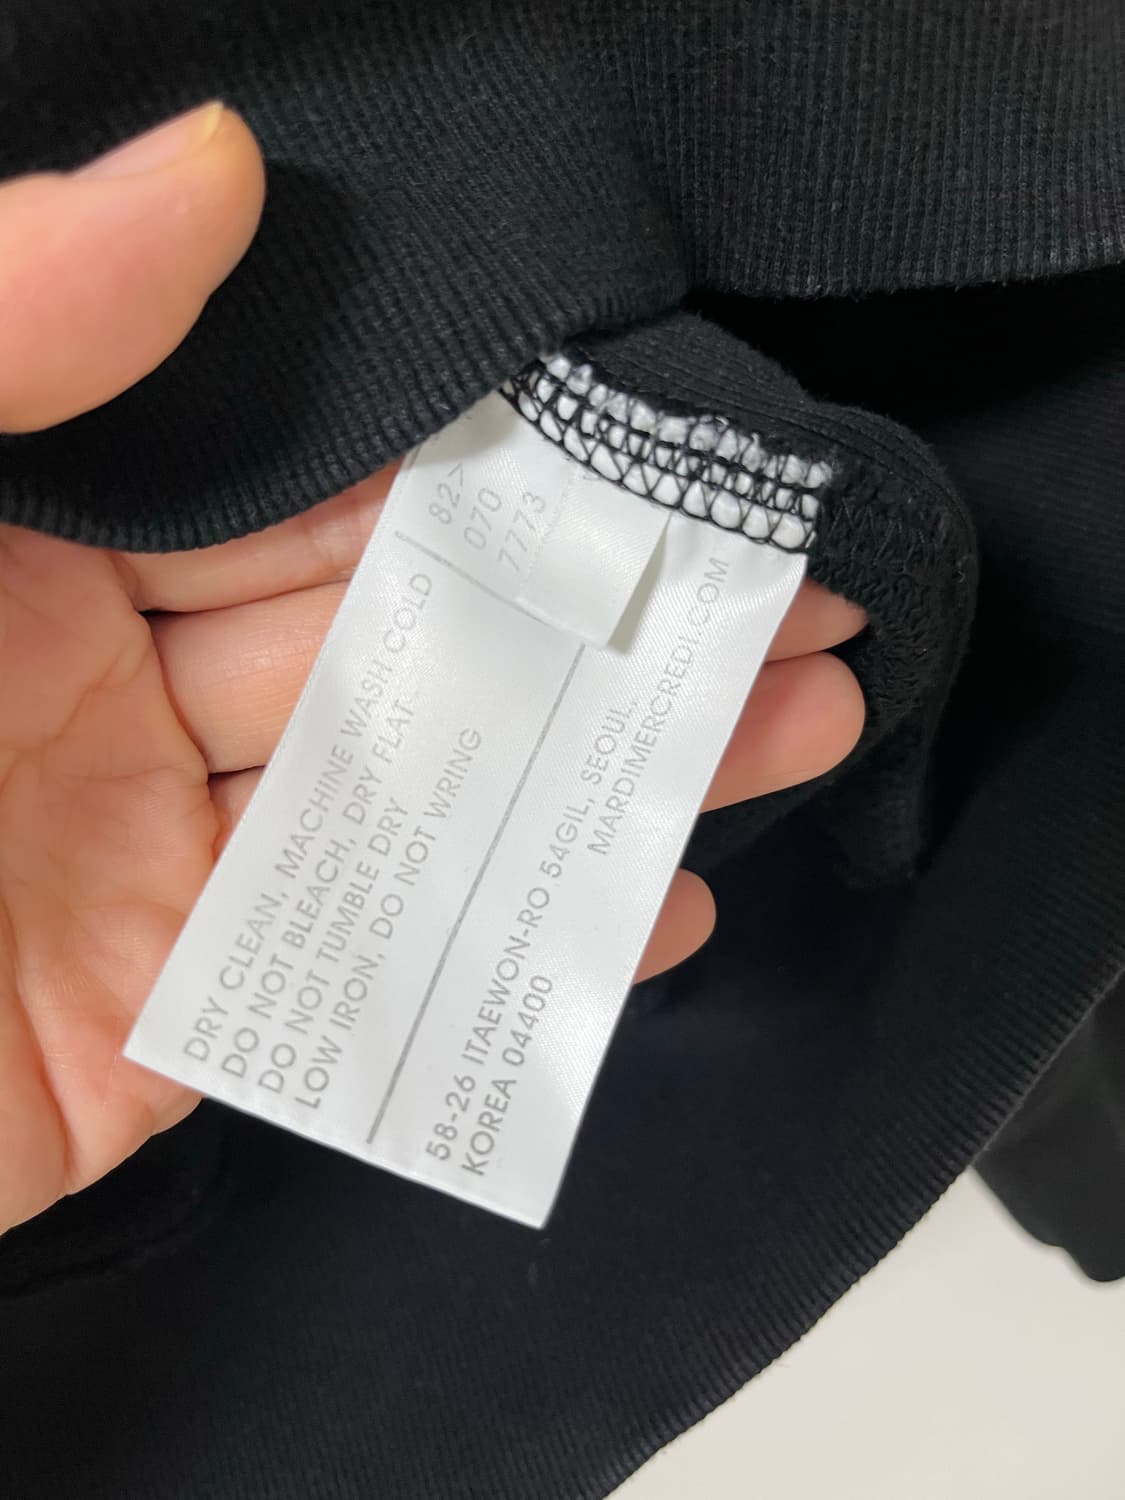 82>
070
7773
DRY CLEAN, MACHINE WASH COLD
DO NOT BLEACH, DRY FLAT
DO NOT TUMBLE DRY
LOW IRON, DO NOT WRING
58-26 ITAEWON-RO 54GIL, SEOUL,
KOREA 04400
MARDIMERCREDI.COM